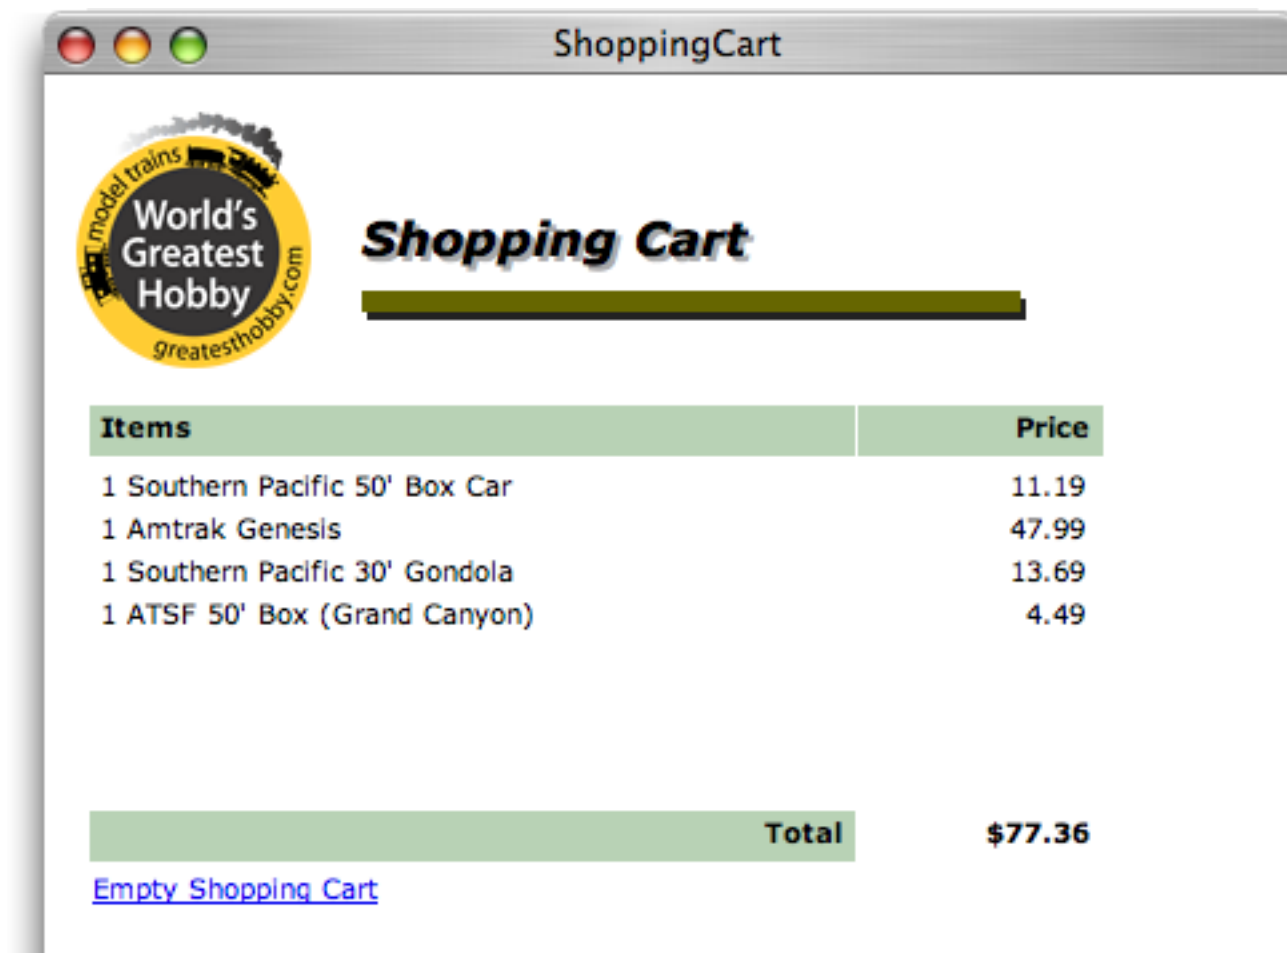 ShoppingCart
model trains
World's
Greatest
Hobby
greatesthobby.com
Shopping Cart
Items Price
1 Southern Pacific 50' Box Car 11.19
1 Amtrak Genesis 47.99
1 Southern Pacific 30' Gondola 13.69
1 ATSF 50' Box (Grand Canyon) 4.49
Total $77.36
Empty Shopping Cart